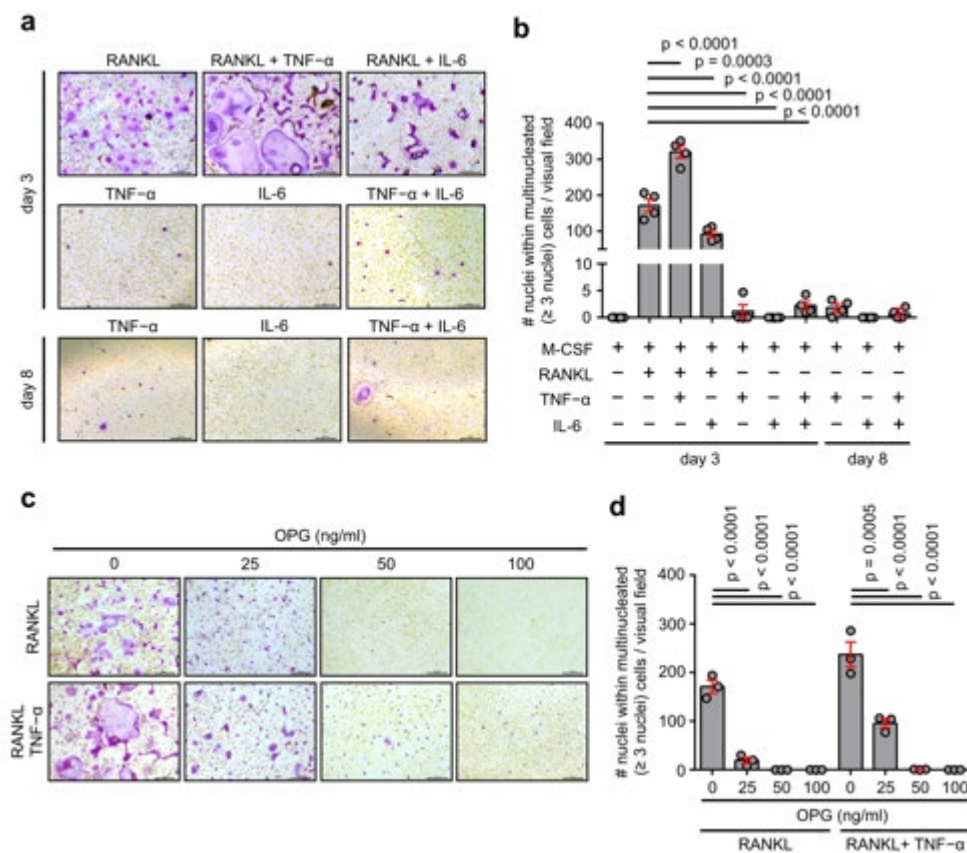 a
RANKL RANKL + TNF−α RANKL + IL-6
day 3
TNF−α IL-6 TNF−α + IL-6
TNF−α IL-6 TNF−α + IL-6
day 8
b
p < 0.0001
p = 0.0003
p < 0.0001
p < 0.0001
p < 0.0001
# nuclei within multinucleated
(≥ 3 nuclei) cells / visual field
400
300
200
100
10
5
0
M-CSF + + + + + + + + + +
RANKL − + + + − − − − − −
TNF-α − − + − + − + + − +
IL-6 − − − + − + + − + +
day 3 day 8
c
OPG (ng/ml)
0 25 50 100
RANKL
RANKL
TNF−α
d
p < 0.0001
p < 0.0001
p < 0.0001
p = 0.0005
p < 0.0001
p < 0.0001
# nuclei within multinucleated
(≥ 3 nuclei) cells / visual field
400
300
200
100
0
0 25 50 100 0 25 50 100
OPG (ng/ml)
RANKL RANKL+ TNF-α